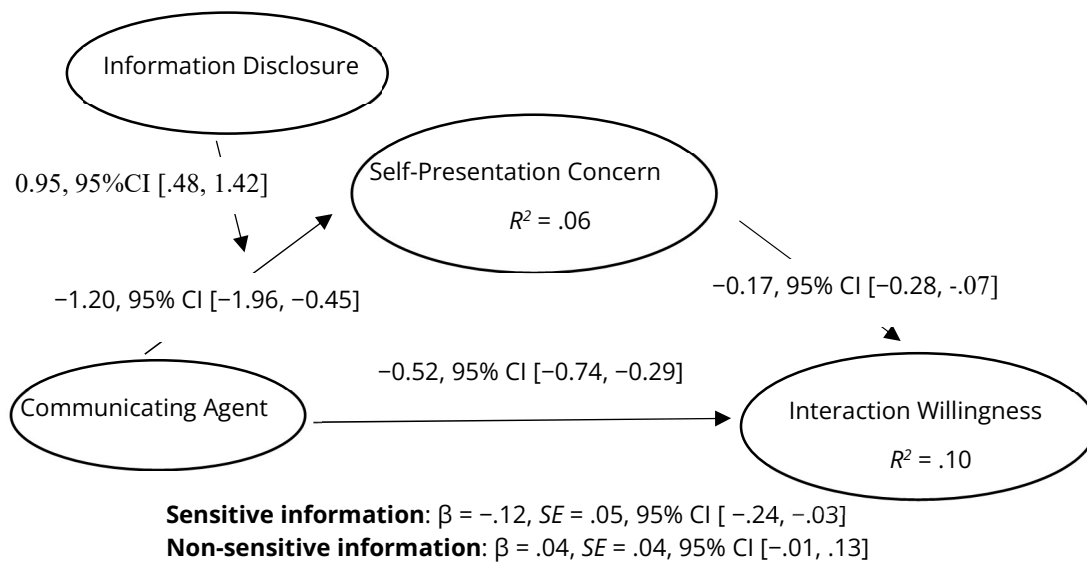 Information Disclosure
0.95, 95%CI [.48, 1.42]
Self-Presentation Concern
R² = .06
−1.20, 95% CI [−1.96, −0.45]
−0.17, 95% CI [−0.28, -.07]
−0.52, 95% CI [−0.74, −0.29]
Communicating Agent
Interaction Willingness
R² = .10
Sensitive information: β = −.12, SE = .05, 95% CI [ −.24, −.03]
Non-sensitive information: β = .04, SE = .04, 95% CI [−.01, .13]